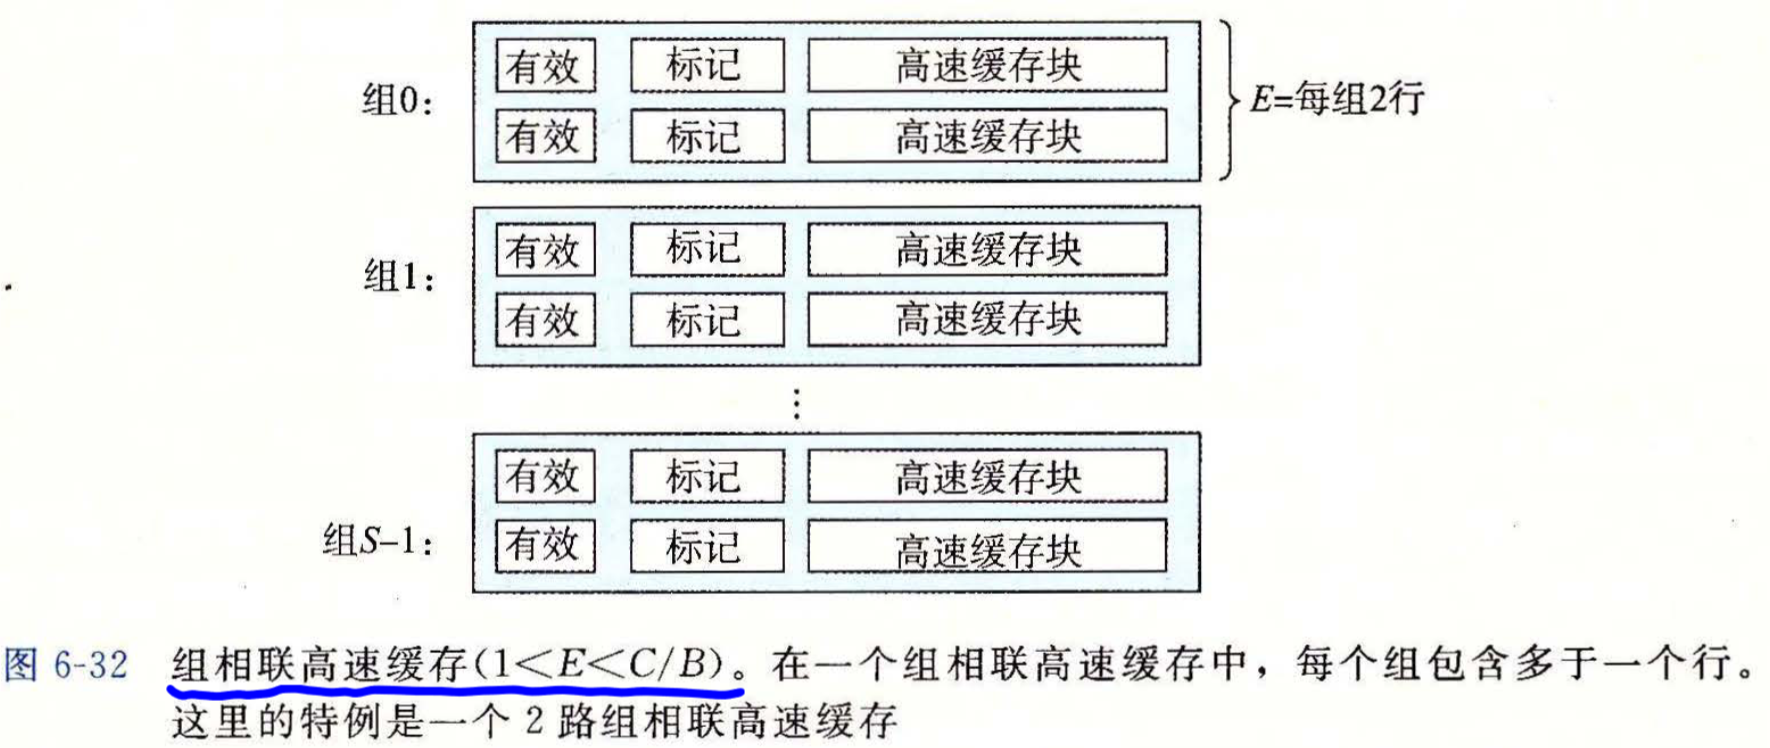 有效 标记 高速缓存块
组0: E=每组2行
有效 标记 高速缓存块
有效 标记 高速缓存块
组1:
有效 标记 高速缓存块
⋮
有效 标记 高速缓存块
组S-1:
有效 标记 高速缓存块
图 6-32 组相联高速缓存(1<E<C/B)。在一个组相联高速缓存中，每个组包含多于一个行。
这里的特例是一个 2 路组相联高速缓存